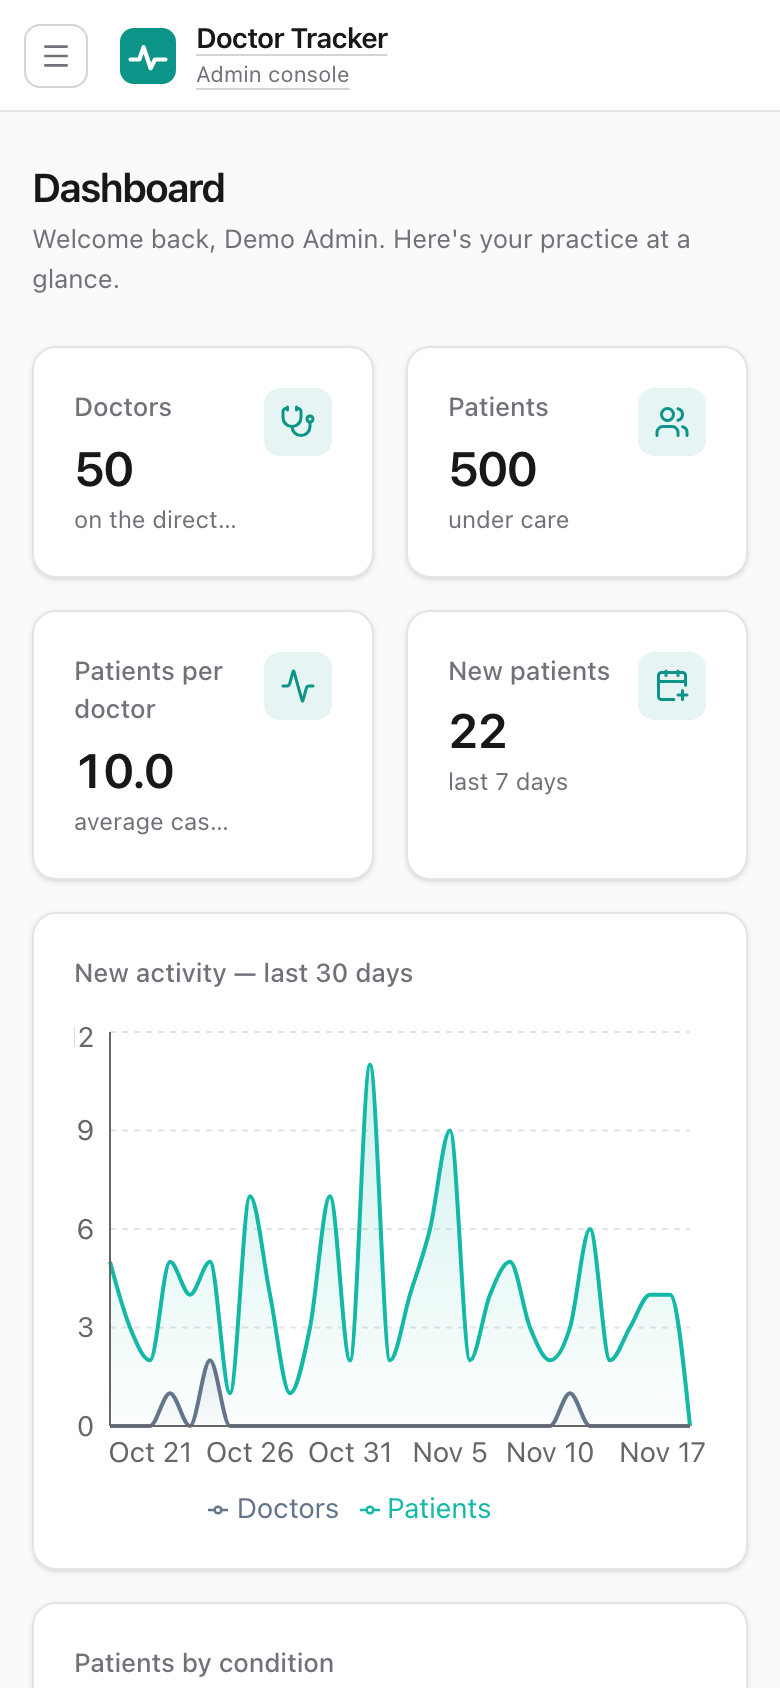 Doctor Tracker
Admin console
Dashboard
Welcome back, Demo Admin. Here's your practice at a
glance.
Doctors
50
on the direct...
Patients
500
under care
Patients per
doctor
10.0
average cas...
New patients
22
last 7 days
New activity — last 30 days
2
9
6
3
0
Oct 21 Oct 26 Oct 31 Nov 5 Nov 10 Nov 17
Doctors Patients
Patients by condition